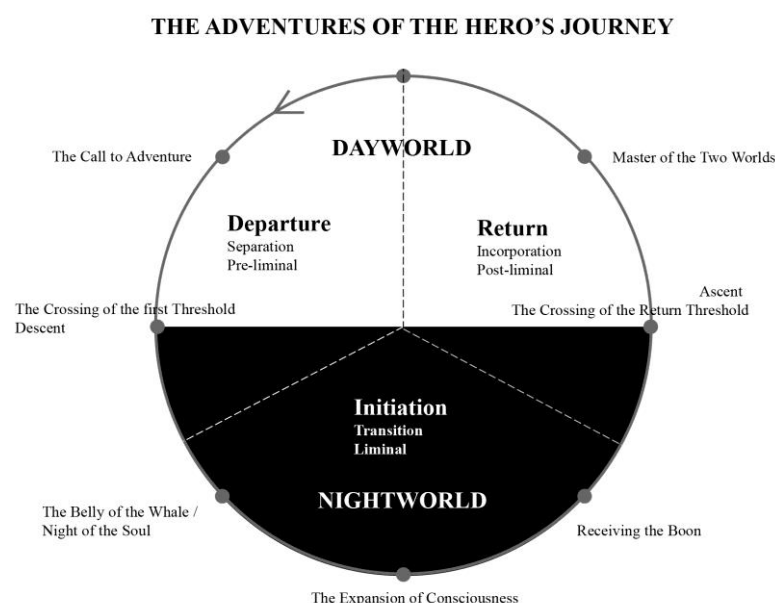 THE ADVENTURES OF THE HERO'S JOURNEY
DAYWORLD
The Call to Adventure
Master of the Two Worlds
Departure
Separation
Pre-liminal
Return
Incorporation
Post-liminal
Ascent
The Crossing of the first Threshold
Descent
The Crossing of the Return Threshold
Initiation
Transition
Liminal
NIGHTWORLD
The Belly of the Whale /
Night of the Soul
Receiving the Boon
The Expansion of Consciousness